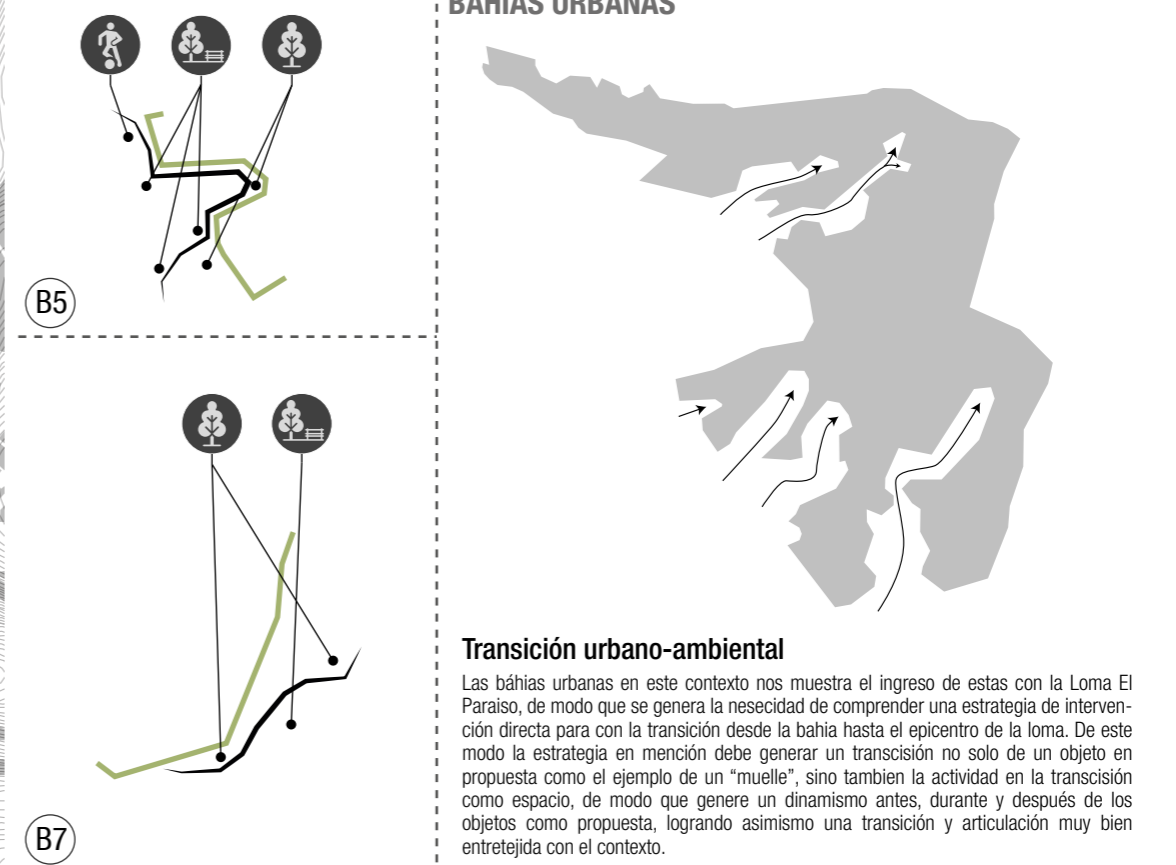 BAHIAS URBANAS
B5
B7
Transición urbano-ambiental
Las báhias urbanas en este contexto nos muestra el ingreso de estas con la Loma El
Paraiso, de modo que se genera la nesecidad de comprender una estrategia de interven-
ción directa para con la transición desde la bahia hasta el epicentro de la loma. De este
modo la estrategia en mención debe generar un transcisión no solo de un objeto en
propuesta como el ejemplo de un “muelle”, sino tambien la actividad en la transcisión
como espacio, de modo que genere un dinamismo antes, durante y después de los
objetos como propuesta, logrando asimismo una transición y articulación muy bien
entretejida con el contexto.